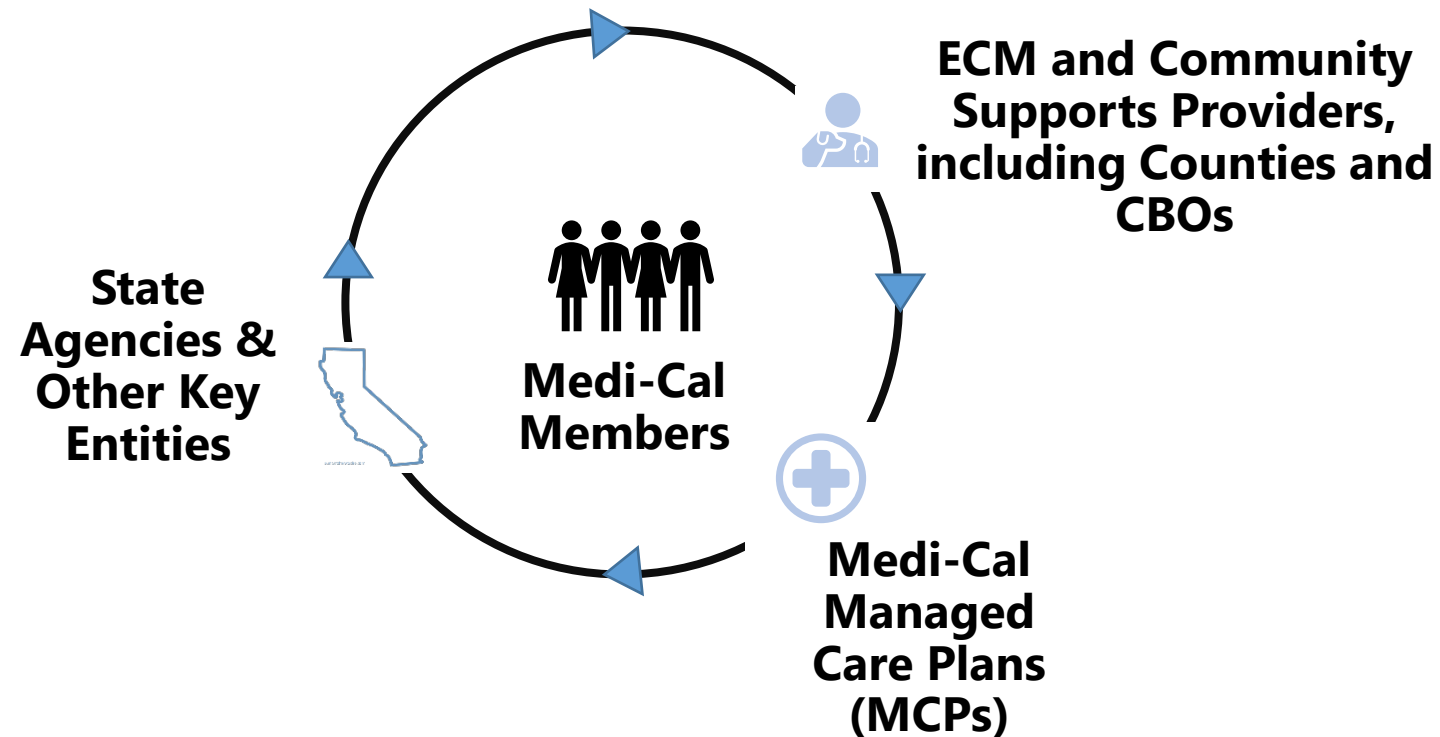 ECM and Community
Supports Providers,
including Counties and
CBOs
State
Agencies &
Other Key
Entities
Medi-Cal
Members
Medi-Cal
Managed
Care Plans
(MCPs)